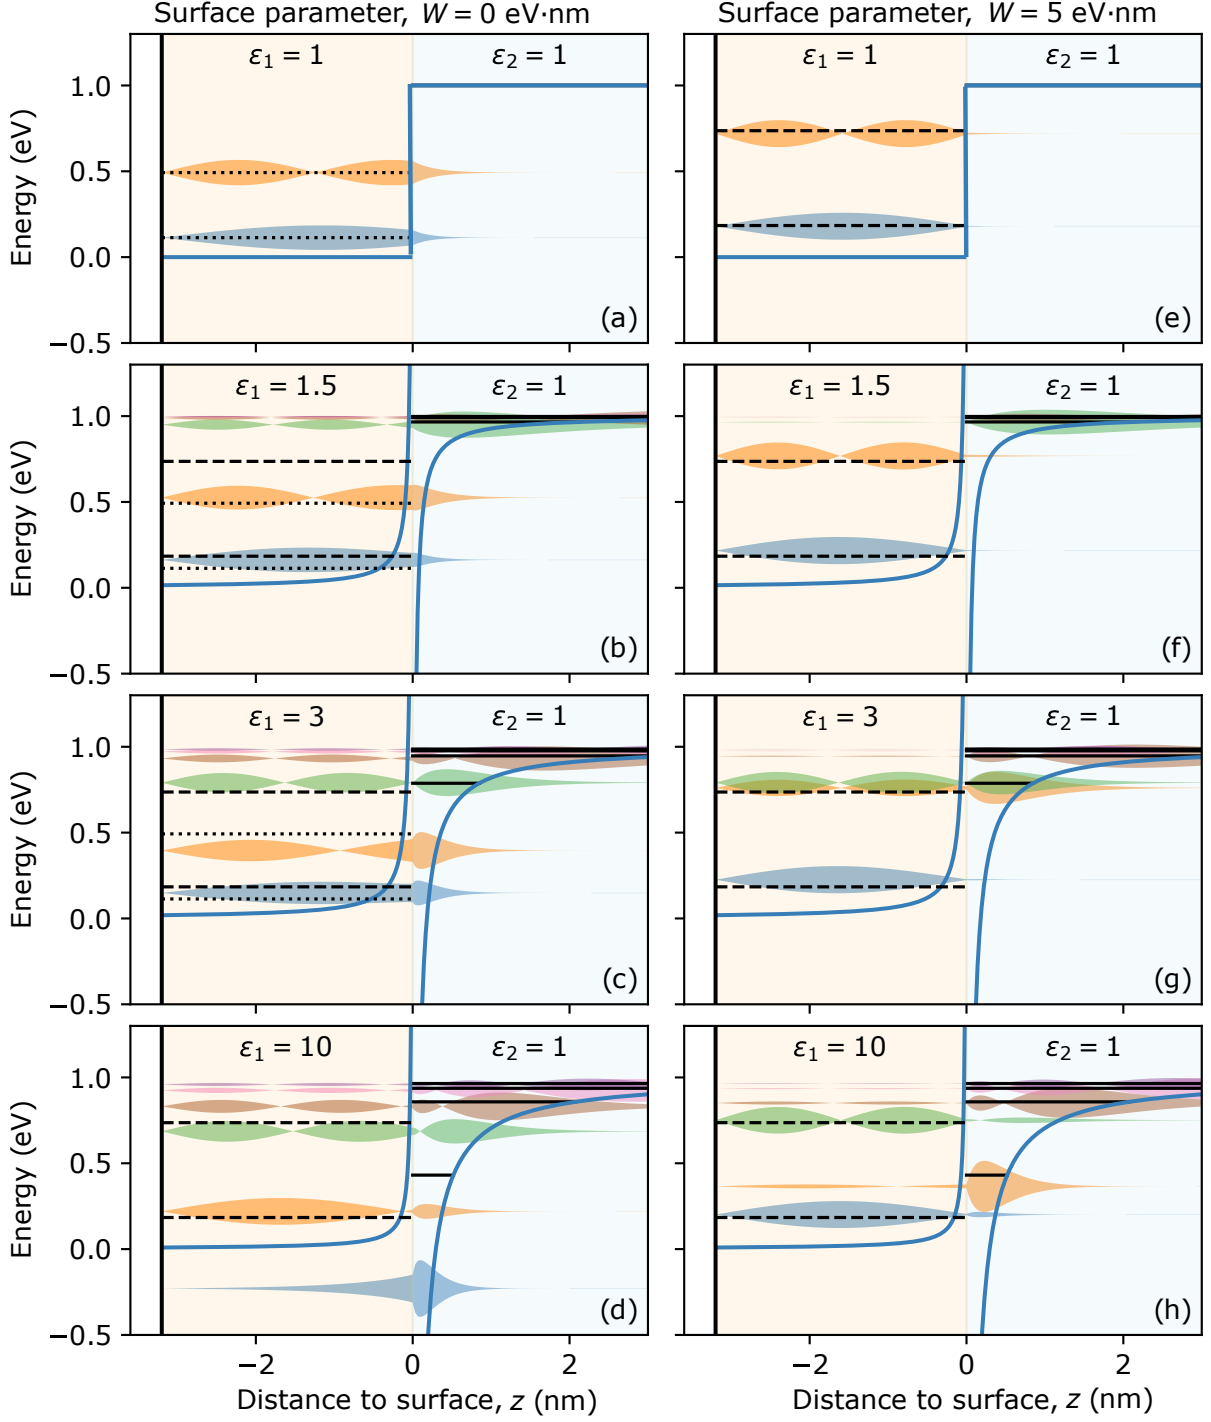 Surface parameter, W = 0 eV·nm
Surface parameter, W = 5 eV·nm
ε₁ = 1
ε₂ = 1
1.0
0.5
0.0
−0.5
Energy (eV)
(a)
ε₁ = 1
ε₂ = 1
(e)
ε₁ = 1.5
ε₂ = 1
1.0
0.5
0.0
−0.5
Energy (eV)
(b)
ε₁ = 1.5
ε₂ = 1
(f)
ε₁ = 3
ε₂ = 1
1.0
0.5
0.0
−0.5
Energy (eV)
(c)
ε₁ = 3
ε₂ = 1
(g)
ε₁ = 10
ε₂ = 1
1.0
0.5
0.0
−0.5
Energy (eV)
(d)
ε₁ = 10
ε₂ = 1
(h)
−2 0 2
−2 0 2
Distance to surface, z (nm)
Distance to surface, z (nm)